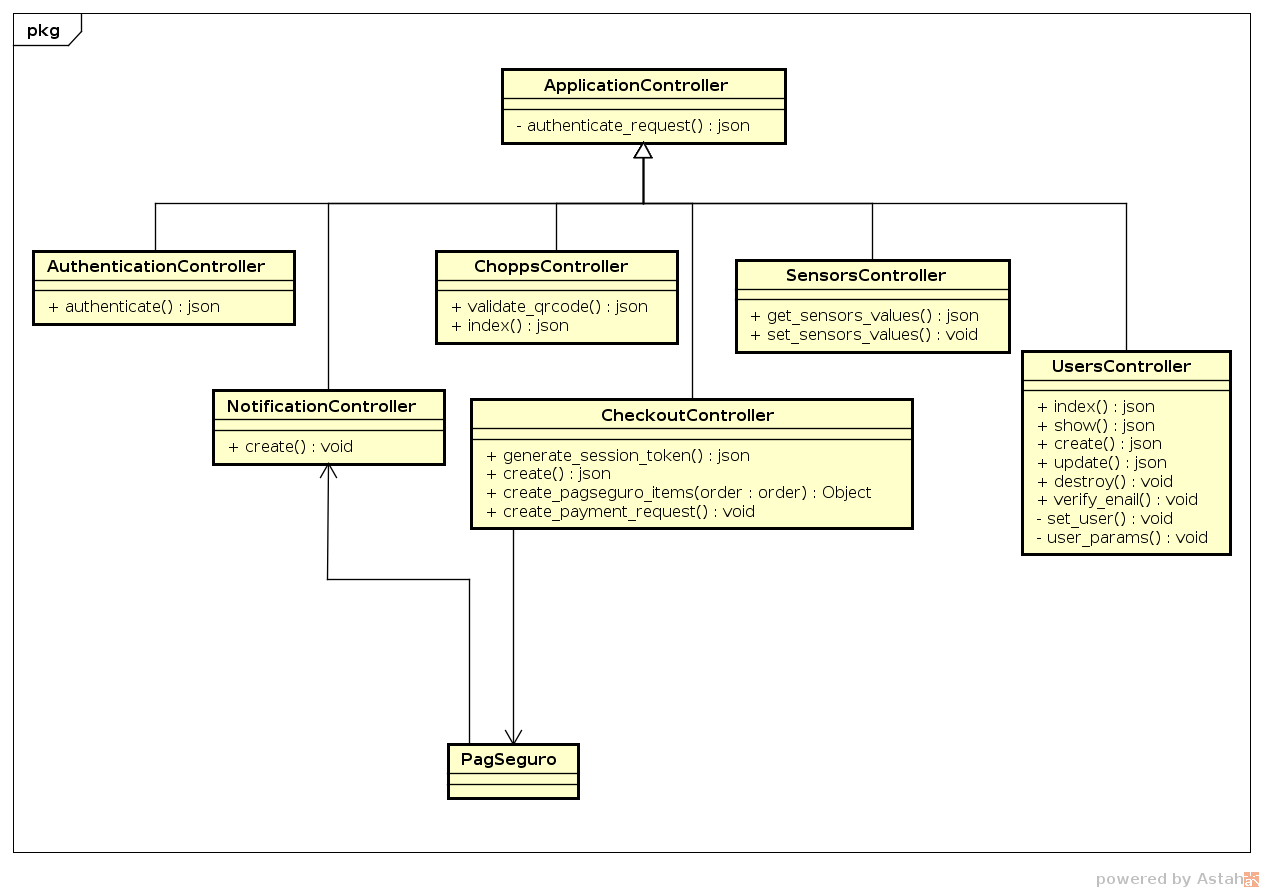 pkg
ApplicationController
- authenticate_request() : json
AuthenticationController
+ authenticate() : json
ChoppsController
+ validate_qrcode() : json
+ index() : json
SensorsController
+ get_sensors_values() : json
+ set_sensors_values() : void
UsersController
+ index() : json
+ show() : json
+ create() : json
+ update() : json
+ destroy() : void
+ verify_enail() : void
- set_user() : void
- user_params() : void
NotificationController
+ create() : void
CheckoutController
+ generate_session_token() : json
+ create() : json
+ create_pagseguro_items(order : order) : Object
+ create_payment_request() : void
PagSeguro
powered by Astah